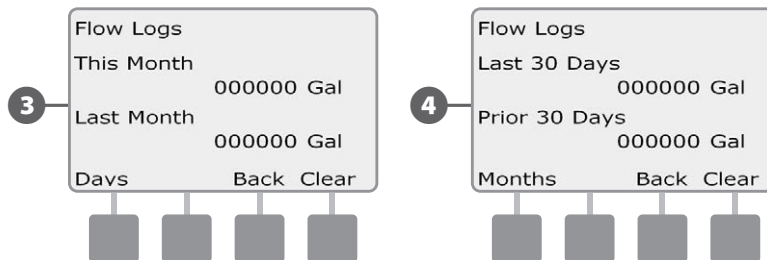 3
Flow Logs
This Month
000000 Gal
Last Month
000000 Gal
Days Back Clear
4
Flow Logs
Last 30 Days
000000 Gal
Prior 30 Days
000000 Gal
Months Back Clear